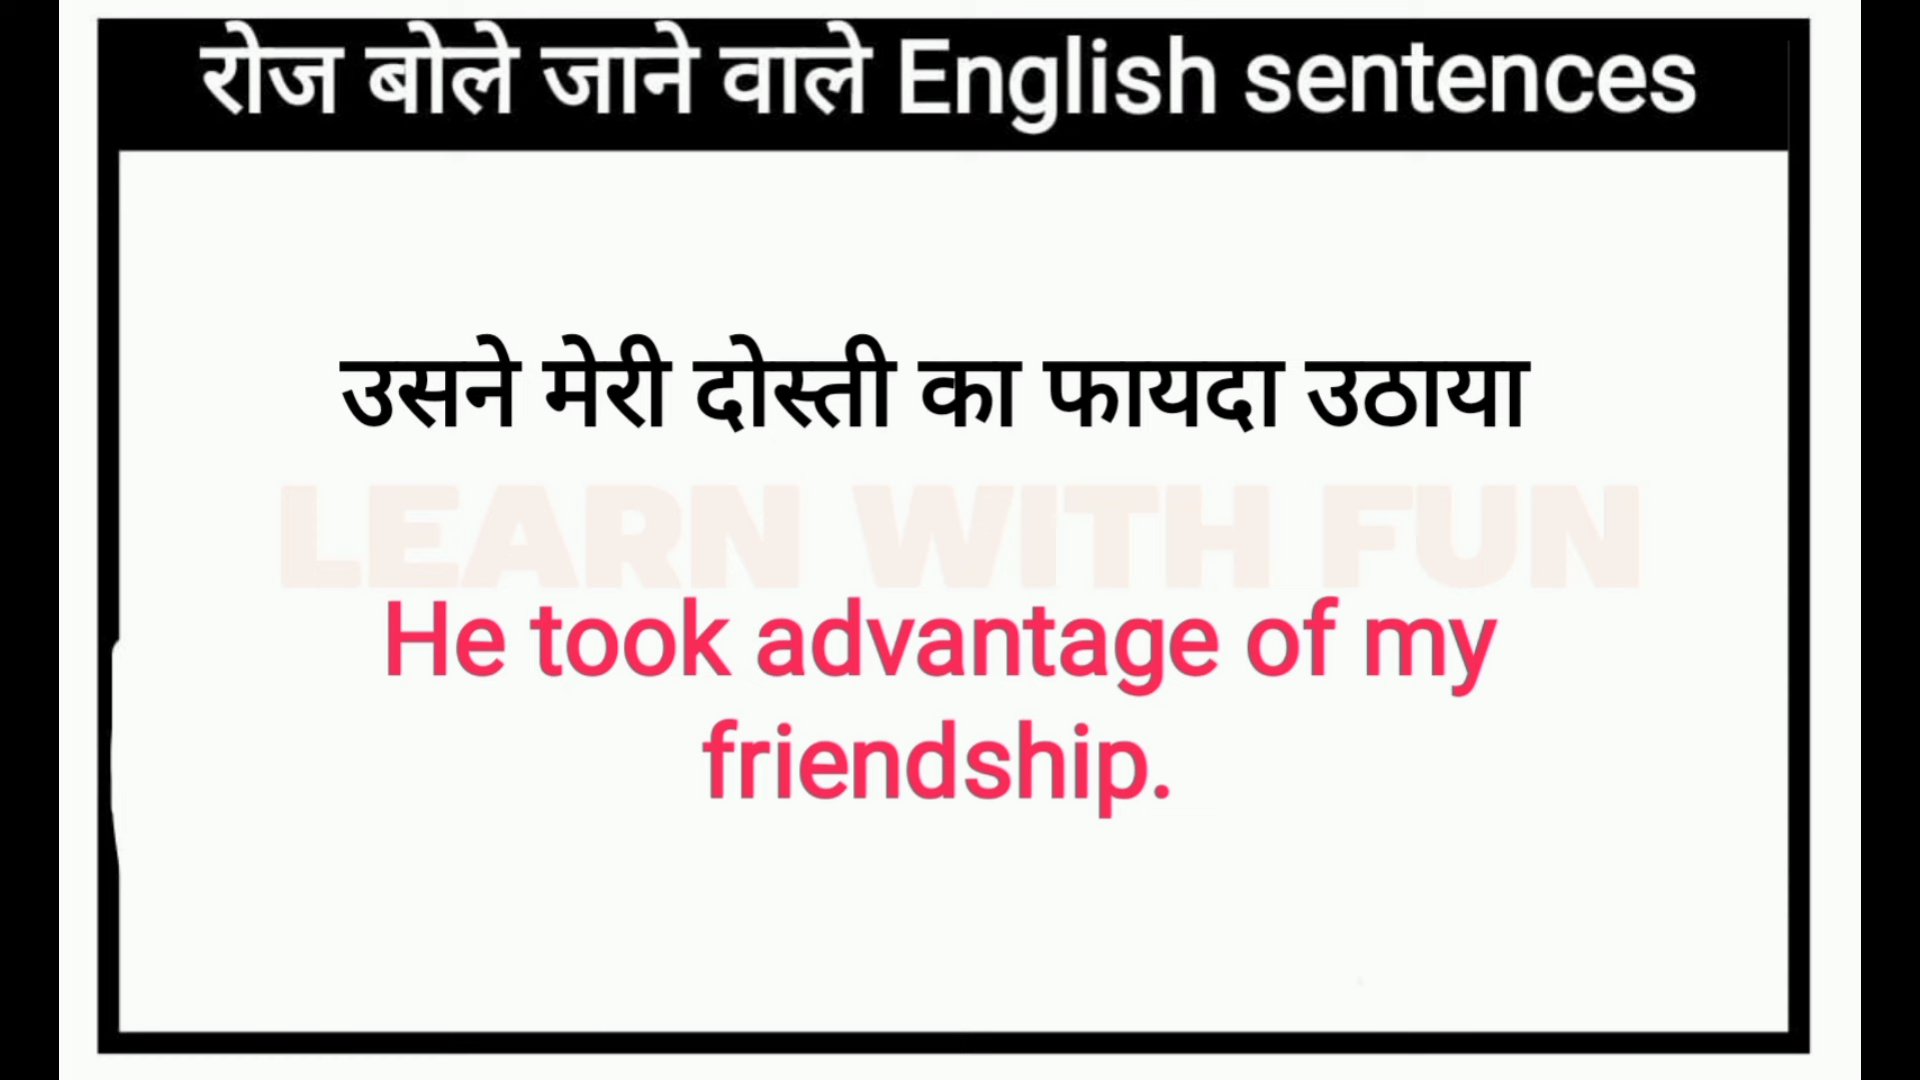 रोज बोले जाने वाले English sentences
उसने मेरी दोस्ती का फायदा उठाया
LEARN WITH FUN
He took advantage of my
friendship.